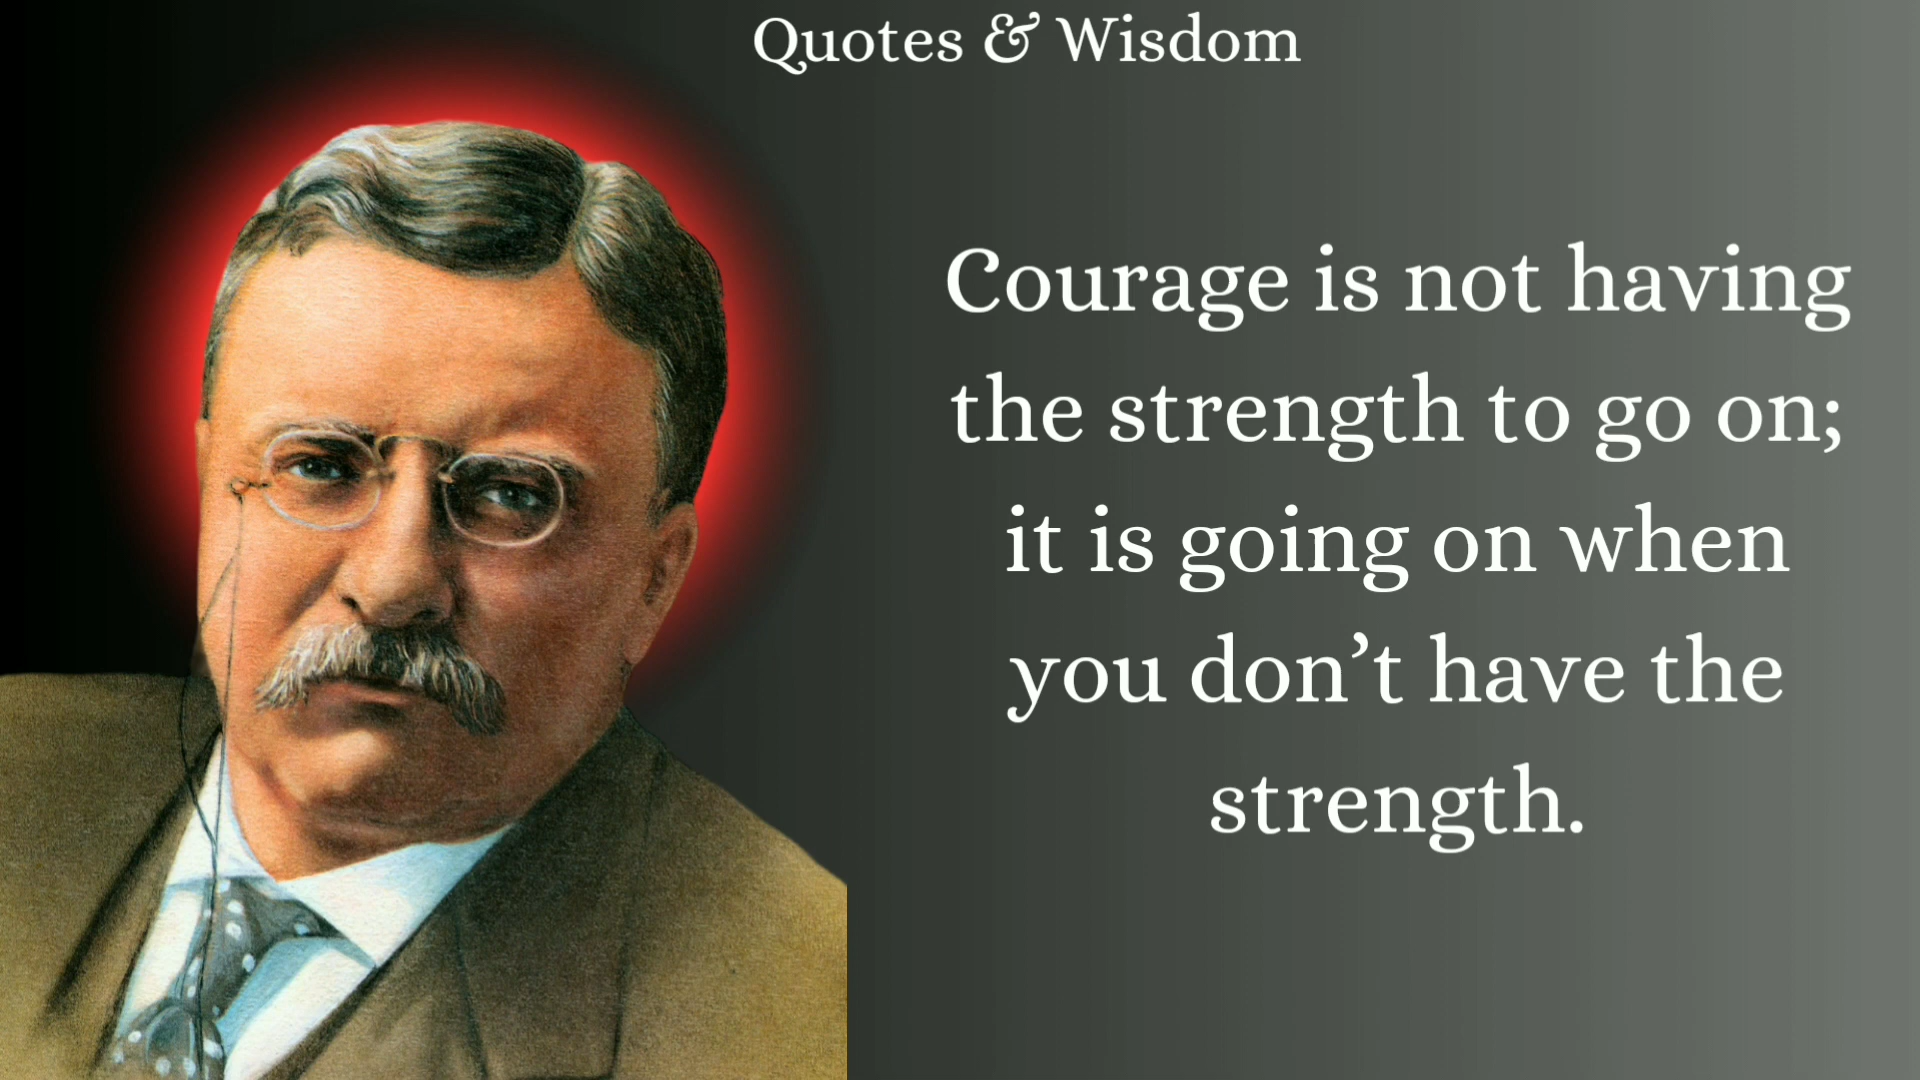 Quotes & Wisdom
Courage is not having
the strength to go on;
it is going on when
you don’t have the
strength.